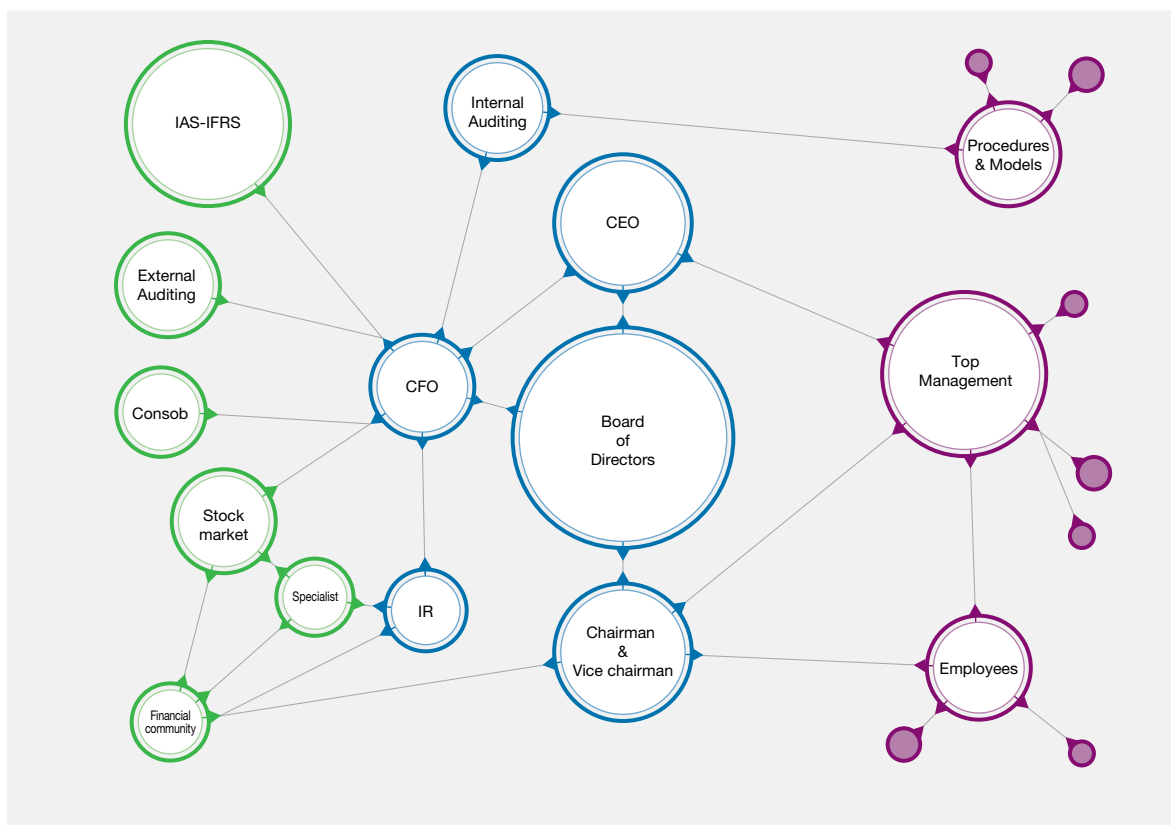 IAS-IFRS
Internal
Auditing
Procedures
& Models
CEO
External
Auditing
Top
Management
CFO
Consob
Board
of
Directors
Stock
market
Specialist
IR
Chairman
&
Vice chairman
Employees
Financial
community